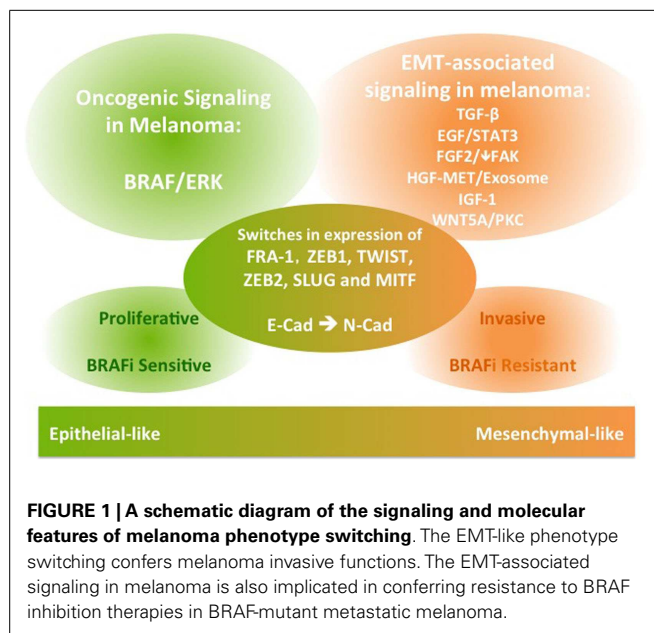 Oncogenic Signaling
in Melanoma:
BRAF/ERK
EMT-associated
signaling in melanoma:
TGF-β
EGF/STAT3
FGF2/↓FAK
HGF-MET/Exosome
IGF-1
WNT5A/PKC
Switches in expression of
FRA-1, ZEB1, TWIST,
ZEB2, SLUG and MITF
E-Cad → N-Cad
Proliferative
BRAFi Sensitive
Invasive
BRAFi Resistant
Epithelial-like
Mesenchymal-like
FIGURE 1 | A schematic diagram of the signaling and molecular
features of melanoma phenotype switching. The EMT-like phenotype
switching confers melanoma invasive functions. The EMT-associated
signaling in melanoma is also implicated in conferring resistance to BRAF
inhibition therapies in BRAF-mutant metastatic melanoma.